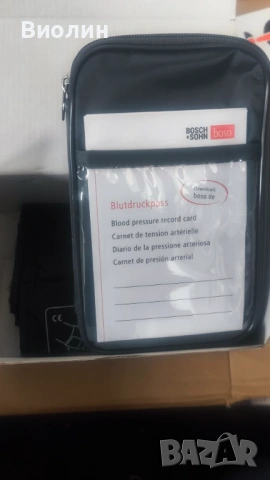 Виолин
BOSCH
+SOHN
boso
Download:
boso.de
Blutdruckpass
Blood pressure record card
Carnet de tension artérielle
Diario de la pressione arteriosa
Carnet de presión arterial
CE
BAZAR